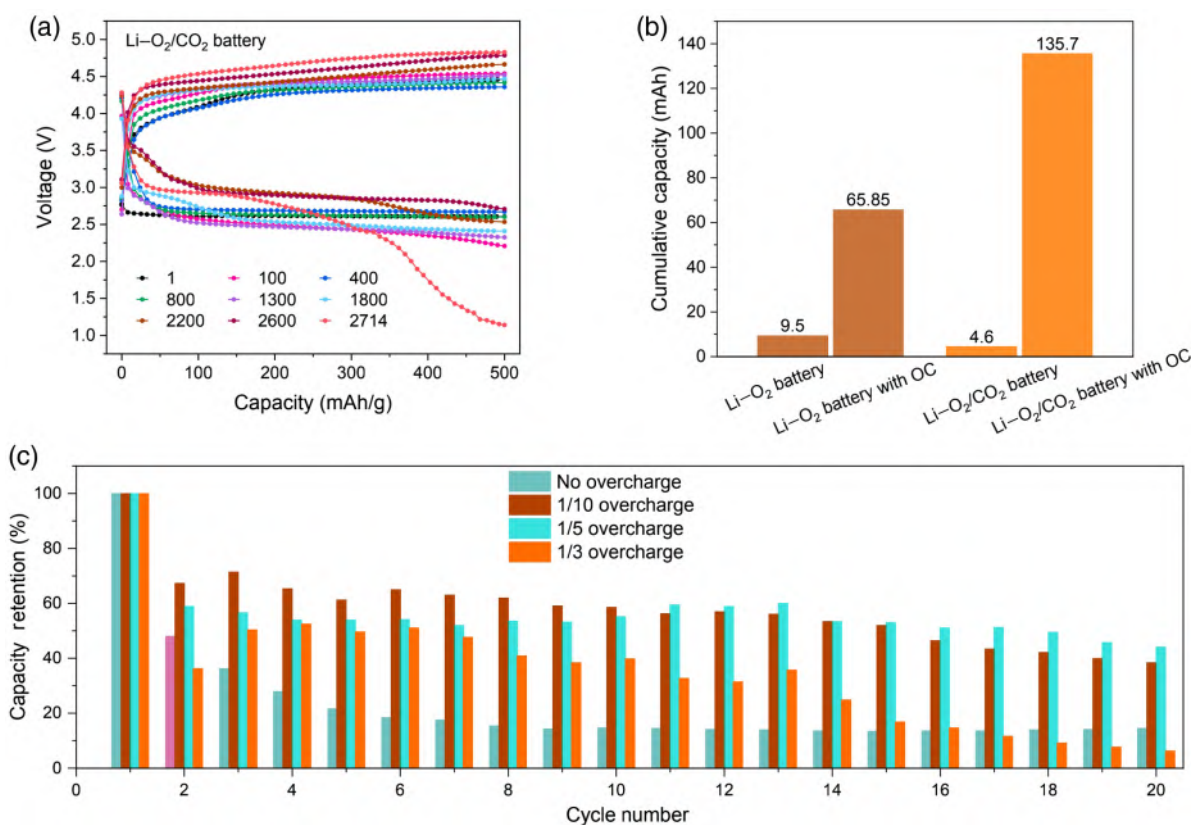 (a)
Li–O₂/CO₂ battery
Voltage (V)
5.0
4.5
4.0
3.5
3.0
2.5
2.0
1.5
1.0
1 100 400
800 1300 1800
2200 2600 2714
0 100 200 300 400 500
Capacity (mAh/g)
(b)
Cumulative capacity (mAh)
140
120
100
80
60
40
20
0
9.5
65.85
4.6
135.7
Li–O₂ battery
Li–O₂ battery with OC
Li–O₂/CO₂ battery
Li–O₂/CO₂ battery with OC
(c)
Capacity retention (%)
100
80
60
40
20
0
No overcharge
1/10 overcharge
1/5 overcharge
1/3 overcharge
0 2 4 6 8 10 12 14 16 18 20
Cycle number